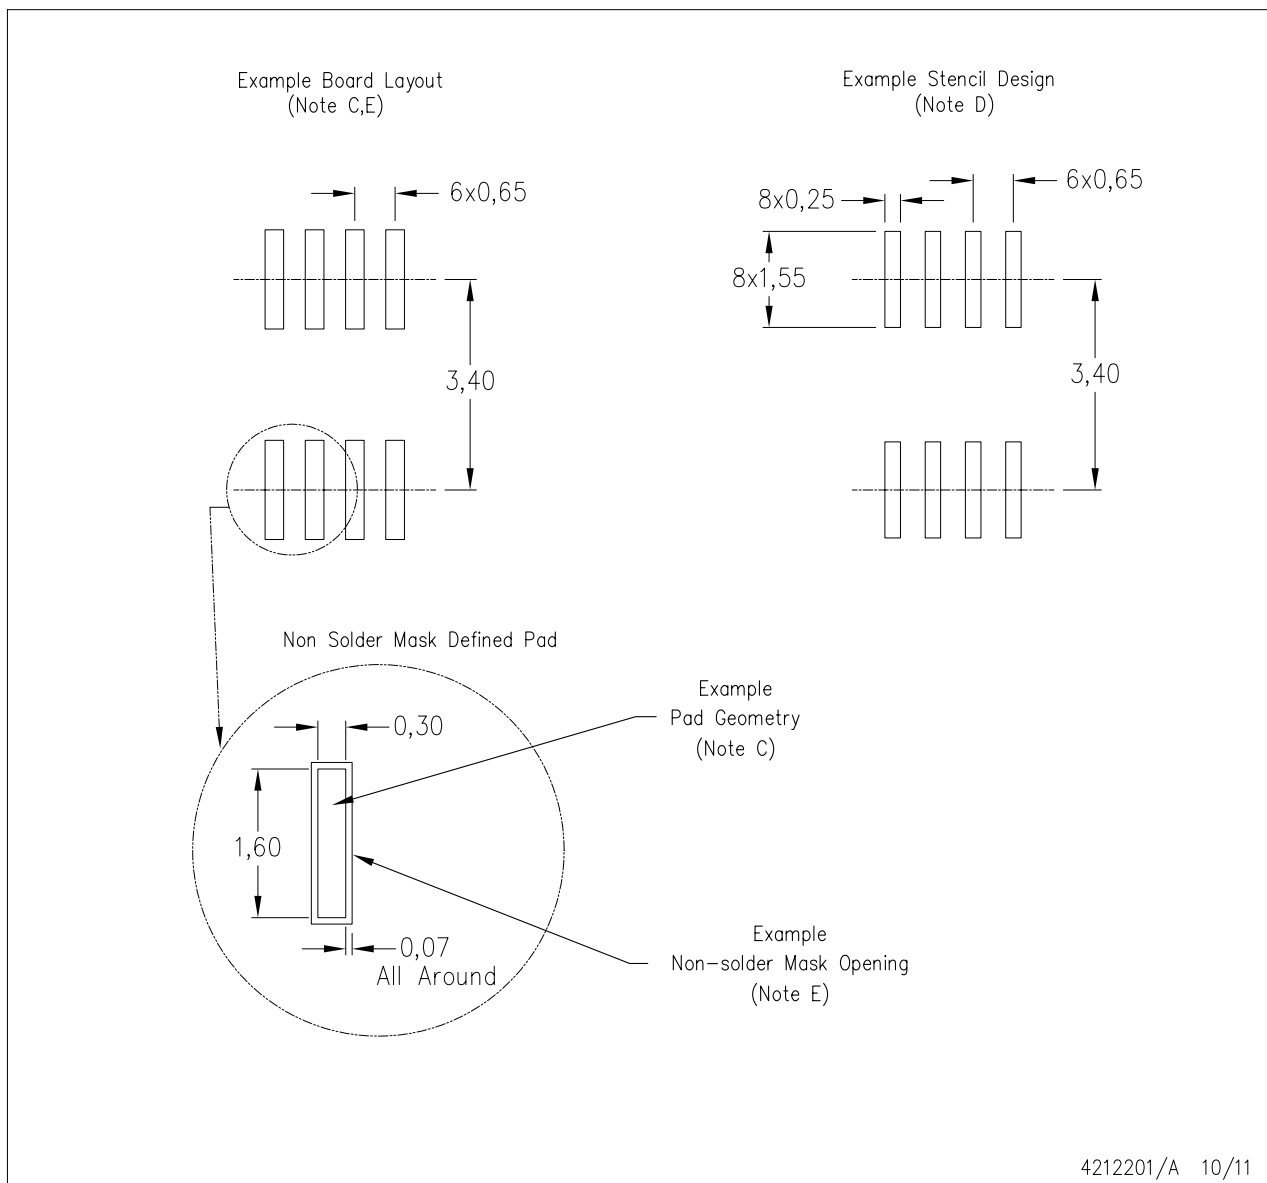 Example Board Layout
(Note C,E)
6x0,65
3,40
Example Stencil Design
(Note D)
6x0,65
8x0,25
8x1,55
3,40
Non Solder Mask Defined Pad
0,30
1,60
0,07
All Around
Example
Pad Geometry
(Note C)
Example
Non-solder Mask Opening
(Note E)
4212201/A 10/11